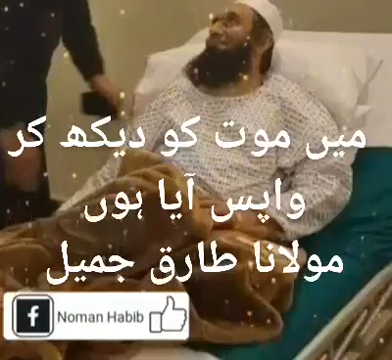 میں موت کو دیکھ کر
واپس آیا ہوں
مولانا طارق جمیل
f Noman Habib